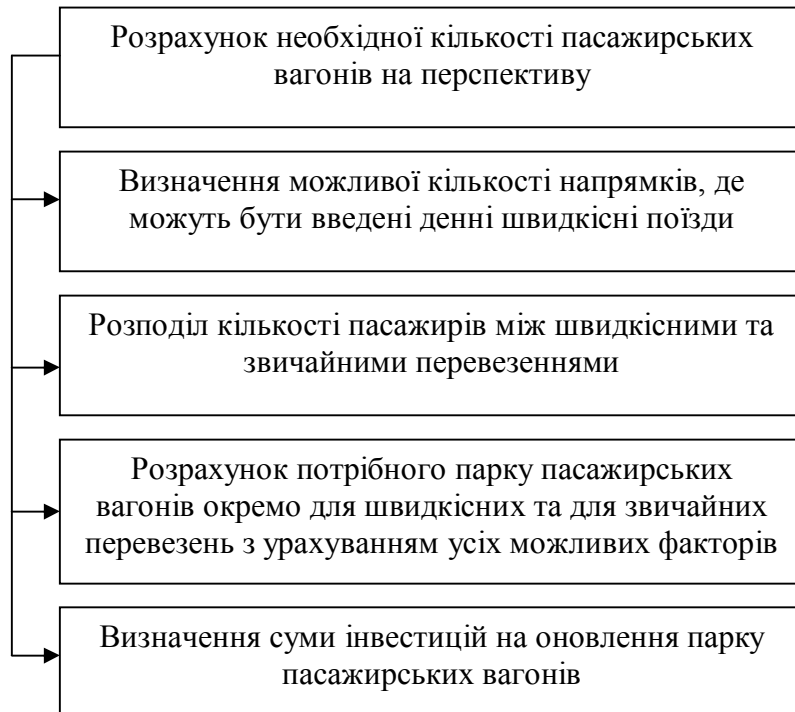 Розрахунок необхідної кількості пасажирських
вагонів на перспективу
Визначення можливої кількості напрямків, де
можуть бути введені денні швидкісні поїзди
Розподіл кількості пасажирів між швидкісними та
звичайними перевезеннями
Розрахунок потрібного парку пасажирських
вагонів окремо для швидкісних та для звичайних
перевезень з урахуванням усіх можливих факторів
Визначення суми інвестицій на оновлення парку
пасажирських вагонів